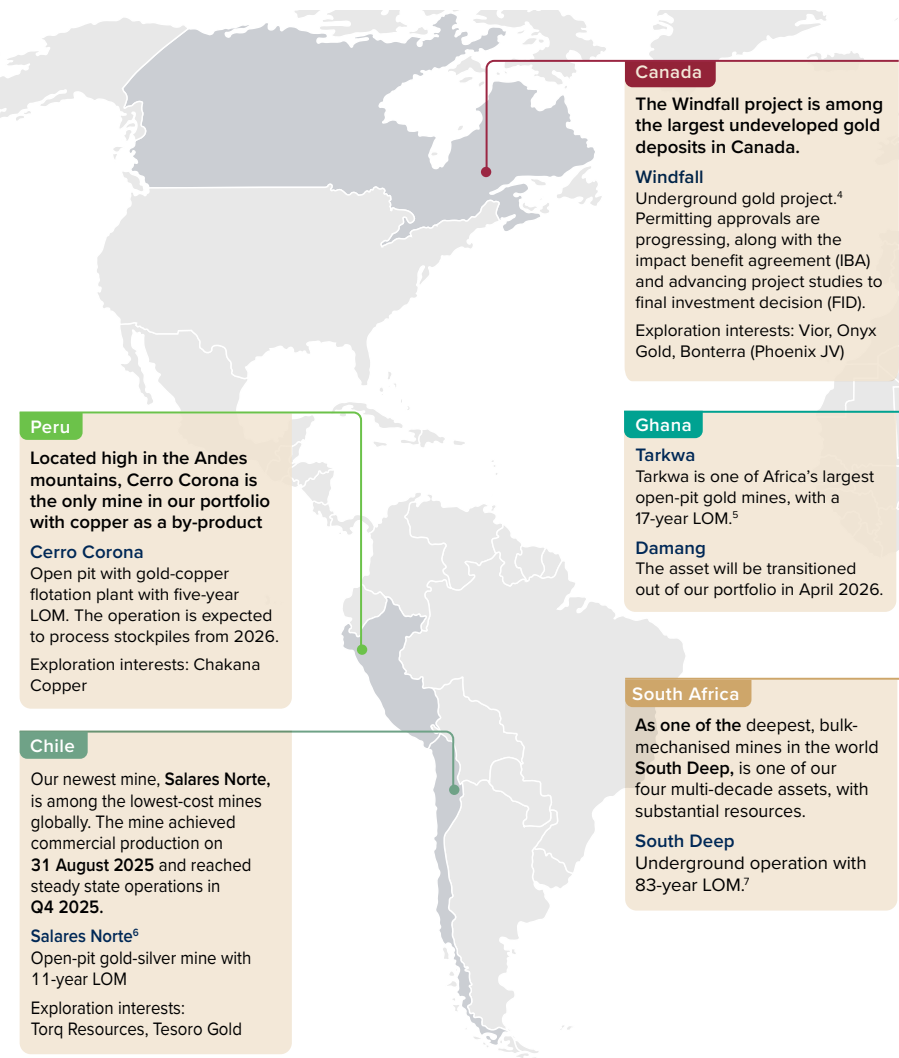 Canada
The Windfall project is among
the largest undeveloped gold
deposits in Canada.
Windfall
Underground gold project.⁴
Permitting approvals are
progressing, along with the
impact benefit agreement (IBA)
and advancing project studies to
final investment decision (FID).
Exploration interests: Vior, Onyx
Gold, Bonterra (Phoenix JV)
Peru
Located high in the Andes
mountains, Cerro Corona is
the only mine in our portfolio
with copper as a by-product
Cerro Corona
Open pit with gold-copper
flotation plant with five-year
LOM. The operation is expected
to process stockpiles from 2026.
Exploration interests: Chakana
Copper
Ghana
Tarkwa
Tarkwa is one of Africa’s largest
open-pit gold mines, with a
17-year LOM.⁵
Damang
The asset will be transitioned
out of our portfolio in April 2026.
Chile
Our newest mine, Salares Norte,
is among the lowest-cost mines
globally. The mine achieved
commercial production on
31 August 2025 and reached
steady state operations in
Q4 2025.
Salares Norte⁶
Open-pit gold-silver mine with
11-year LOM
Exploration interests:
Torq Resources, Tesoro Gold
South Africa
As one of the deepest, bulk-
mechanised mines in the world
South Deep, is one of our
four multi-decade assets, with
substantial resources.
South Deep
Underground operation with
83-year LOM.⁷